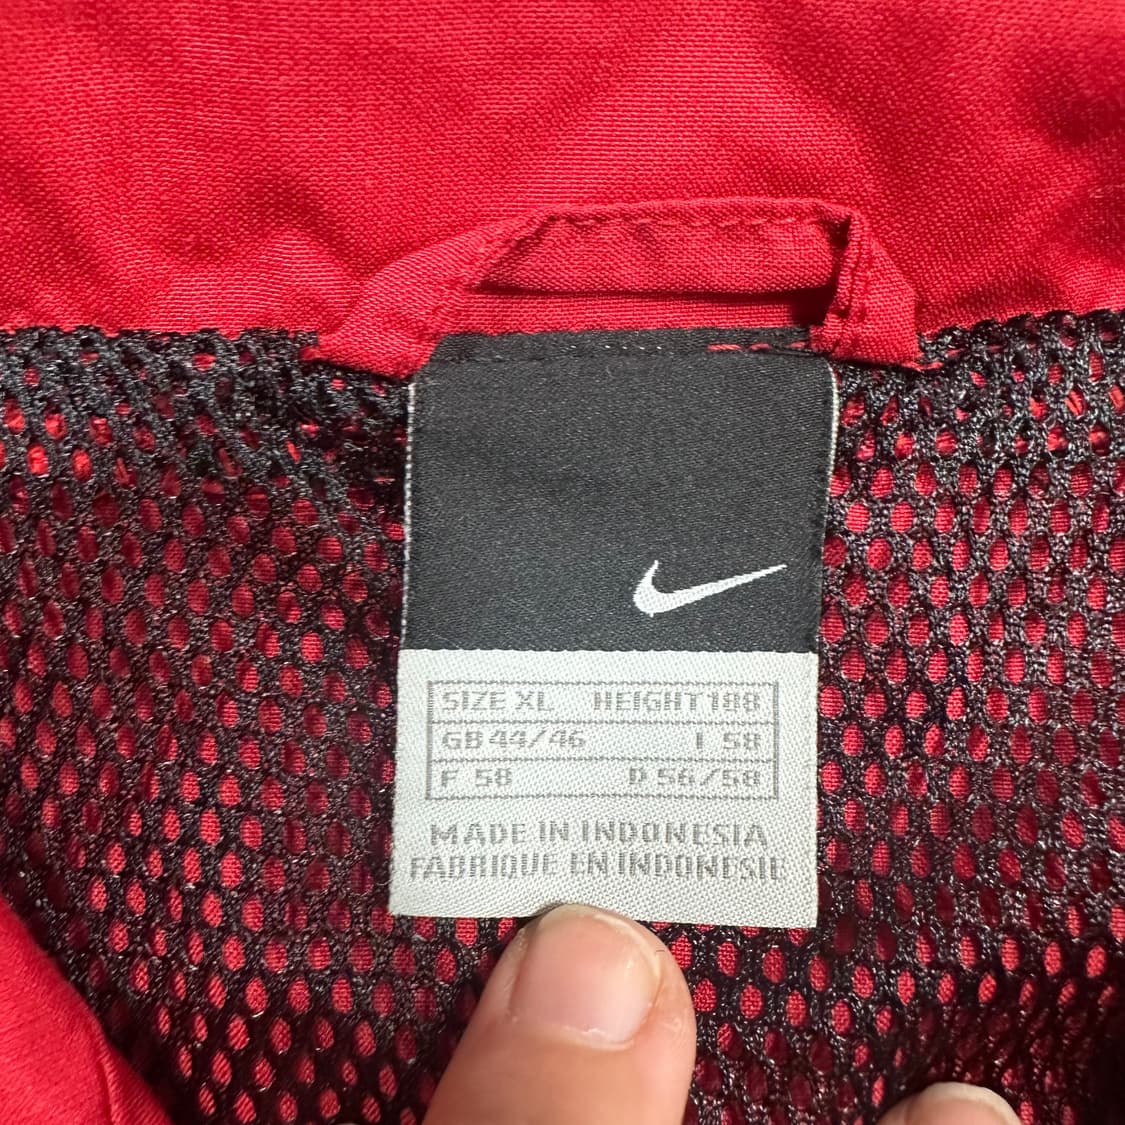 SIZE XL HEIGHT 188
GB 44/46 I 58
F 58 D 56/58
MADE IN INDONESIA
FABRIQUE EN INDONESIE